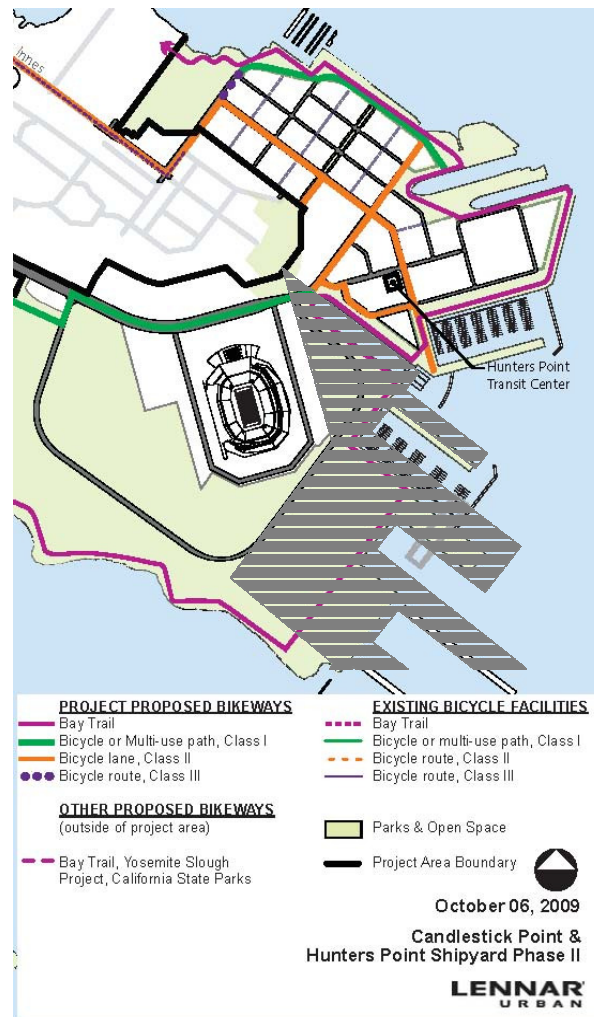 Innes
Hunters Point
Transit Center
PROJECT PROPOSED BIKEWAYS
Bay Trail
Bicycle or Multi-use path, Class I
Bicycle lane, Class II
Bicycle route, Class III
OTHER PROPOSED BIKEWAYS
(outside of project area)
Bay Trail, Yosemite Slough
Project, California State Parks
EXISTING BICYCLE FACILITIES
Bay Trail
Bicycle or multi-use path, Class I
Bicycle route, Class II
Bicycle route, Class III
Parks & Open Space
Project Area Boundary
October 06, 2009
Candlestick Point &
Hunters Point Shipyard Phase II
LENNAR
URBAN